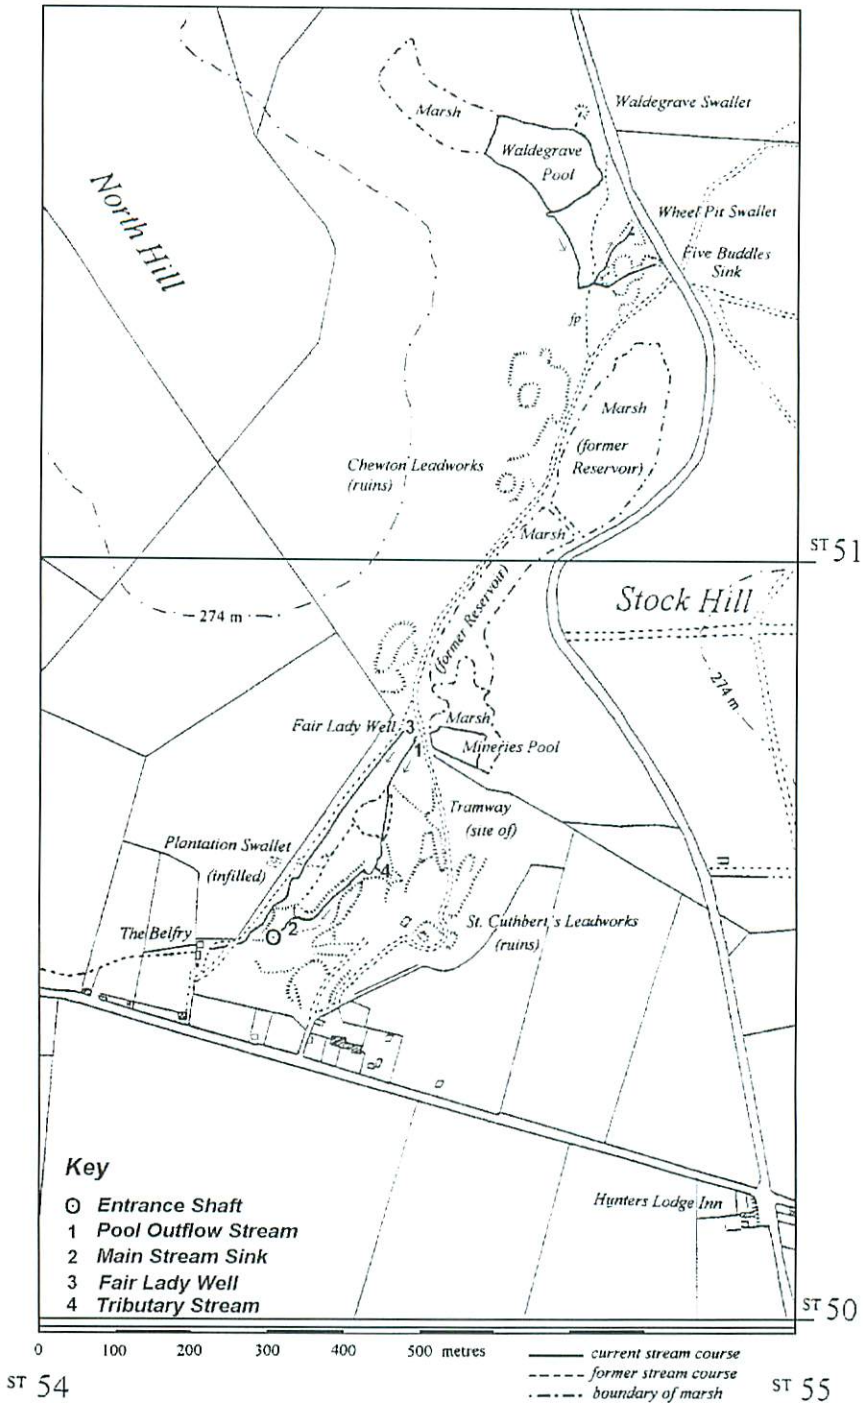 Waldegrave Swallet
Marsh
Waldegrave
Pool
North Hill
Wheel Pit Swallet
?
Five Buddles
Sink
fp
Marsh
(former
Reservoir)
Chewton Leadworks
(ruins)
Marsh
ST 51
(former Reservoir)
Stock Hill
274 m
274 m
Fair Lady Well
3
Marsh
1
Mineries Pool
Tramway
(site of)
Plantation Swallet
(infilled)
4
The Belfry
2
St. Cuthbert's Leadworks
(ruins)
Key
Entrance Shaft
1 Pool Outflow Stream
2 Main Stream Sink
3 Fair Lady Well
4 Tributary Stream
Hunters Lodge Inn
ST 50
0 100 200 300 400 500 metres
current stream course
former stream course
boundary of marsh
ST 54
ST 55